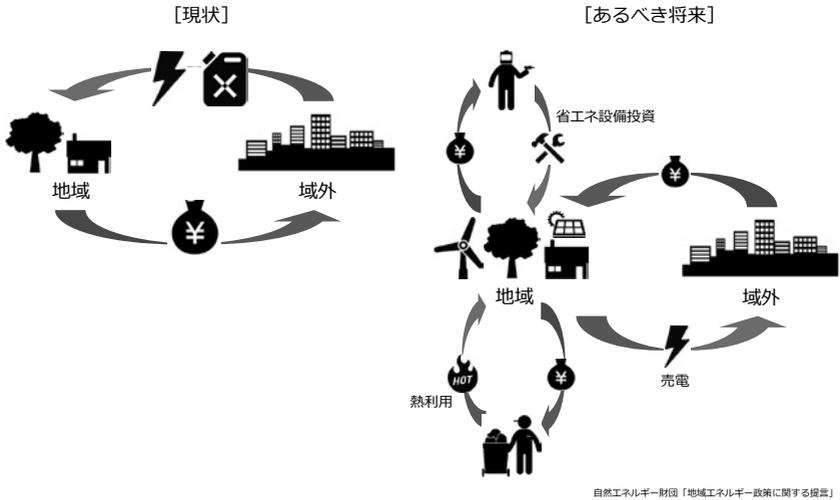 ［現状］
［あるべき将来］
省エネ設備投資
¥
¥
地域
域外
¥
地域
域外
HOT
¥
熱利用
売電
自然エネルギー財団「地域エネルギー政策に関する提言」